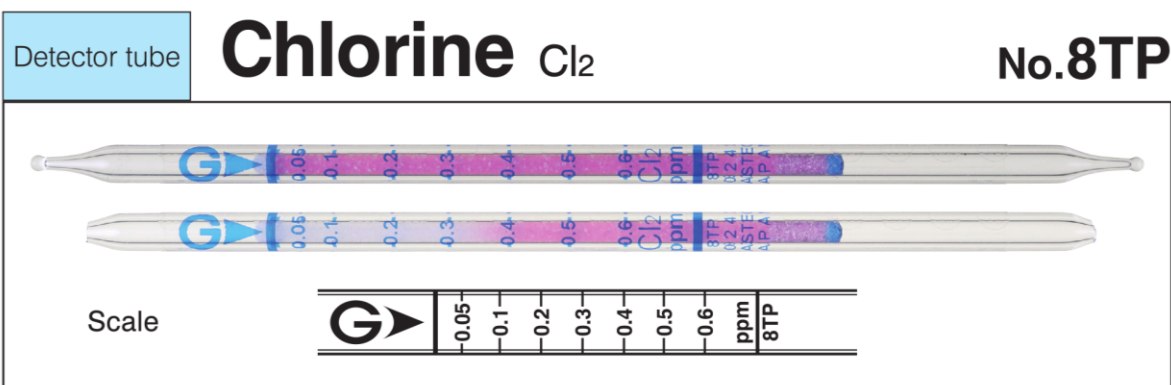 Detector tube Chlorine Cl₂ No.8TP
G 0.05 0.1 0.2 0.3 0.4 0.5 0.6 Cl2 ppm 8TP
G 0.05 0.1 0.2 0.3 0.4 0.5 0.6 Cl2 ppm 8TP
Scale G 0.05 0.1 0.2 0.3 0.4 0.5 0.6 ppm 8TP